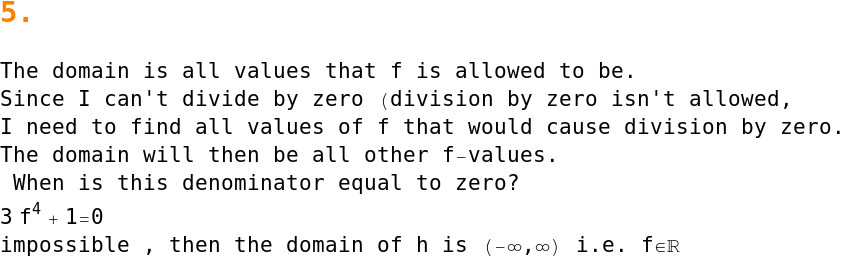 5.
The domain is all values that f is allowed to be.
Since I can't divide by zero (division by zero isn't allowed,
I need to find all values of f that would cause division by zero.
The domain will then be all other f-values.
When is this denominator equal to zero?
3 f⁴ + 1=0
impossible , then the domain of h is (-∞,∞) i.e. f∈ℝ